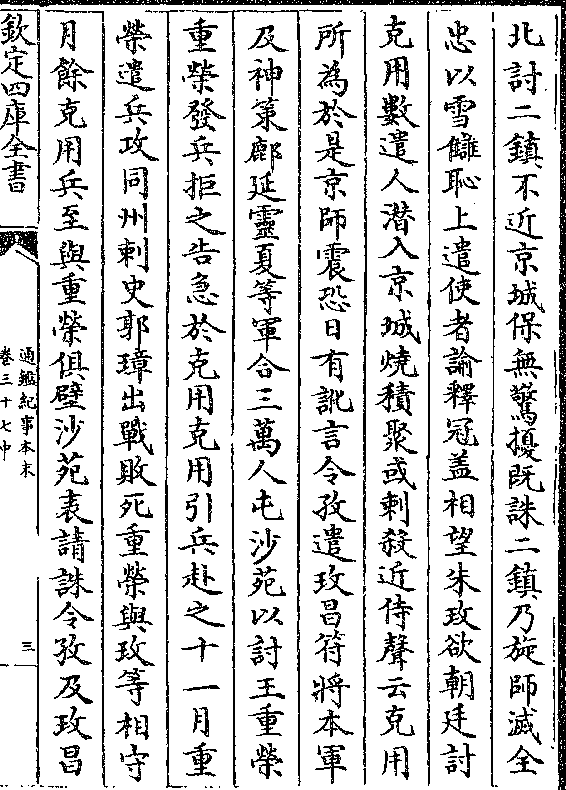 北討二鎮不近京城保無驚擾既誅二鎮乃旋師滅全
忠以雪讎恥上遣使者諭釋冠盖相望朱玫欲朝廷討
克用數遣人潜入京城燒積聚或刺殺近侍聲云克用
所為於是京師震恐日有訛言令孜遣玫昌符將本軍
及神策鄜延靈夏等軍合三萬人屯沙苑以討王重榮
重榮發兵拒之告急於克用克用引兵赴之十一月重
榮遣兵攻同州刺史郭璋出戰敗死重榮與玫等相守
月餘克用兵至與重榮俱壁沙苑表請誅令孜及玫昌
欽定四庫全書
通鑑紀事本末
卷三十七中
三